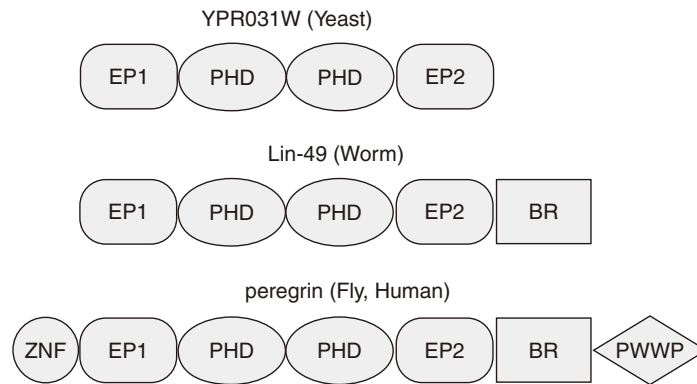 YPR031W (Yeast)
EP1 PHD PHD EP2
Lin-49 (Worm)
EP1 PHD PHD EP2 BR
peregrin (Fly, Human)
ZNF EP1 PHD PHD EP2 BR PWWP